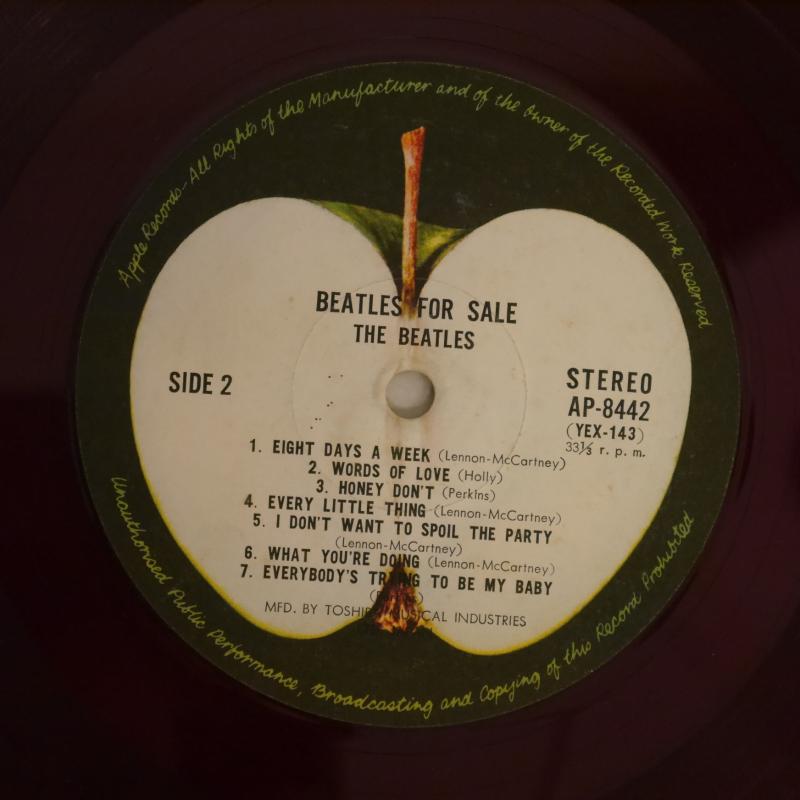 Apple Records-All Rights of the Manufacturer and of the Owner of the Recorded Work Reserved
BEATLES FOR SALE
THE BEATLES
SIDE 2
STEREO
AP-8442
(YEX-143)
33⅓ r. p. m.
1. EIGHT DAYS A WEEK (Lennon-McCartney)
2. WORDS OF LOVE (Holly)
3. HONEY DON'T (Perkins)
4. EVERY LITTLE THING (Lennon-McCartney)
5. I DON'T WANT TO SPOIL THE PARTY
(Lennon-McCartney)
6. WHAT YOU'RE DOING (Lennon-McCartney)
7. EVERYBODY'S TRYING TO BE MY BABY
MFD. BY TOSHIBA MUSICAL INDUSTRIES
Unauthorised Public Performance, Broadcasting and Copying of this Record Prohibited